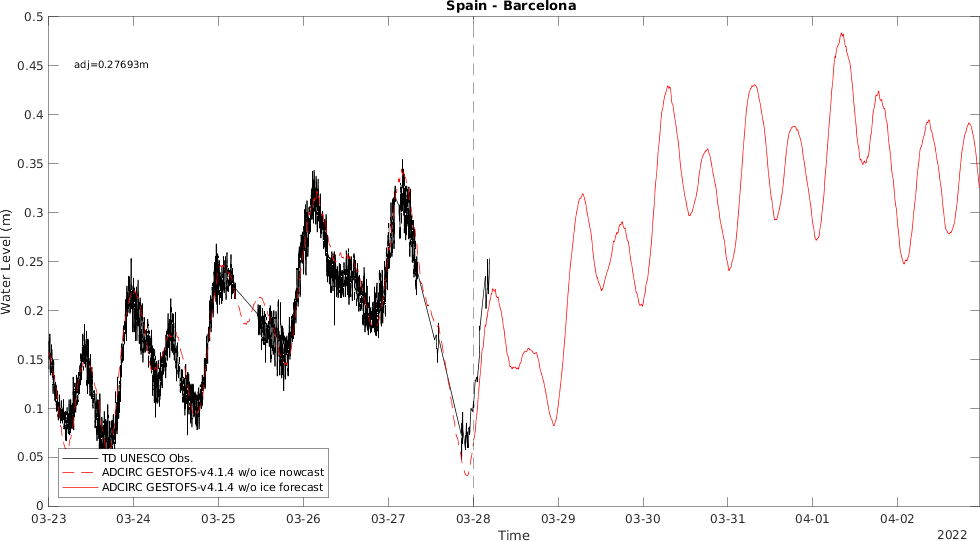 Spain - Barcelona
adj=0.27693m
Water Level (m)
0.5
0.45
0.4
0.35
0.3
0.25
0.2
0.15
0.1
0.05
0
TD UNESCO Obs.
ADCIRC GESTOFS-v4.1.4 w/o ice nowcast
ADCIRC GESTOFS-v4.1.4 w/o ice forecast
03-23 03-24 03-25 03-26 03-27 03-28 03-29 03-30 03-31 04-01 04-02
Time
2022